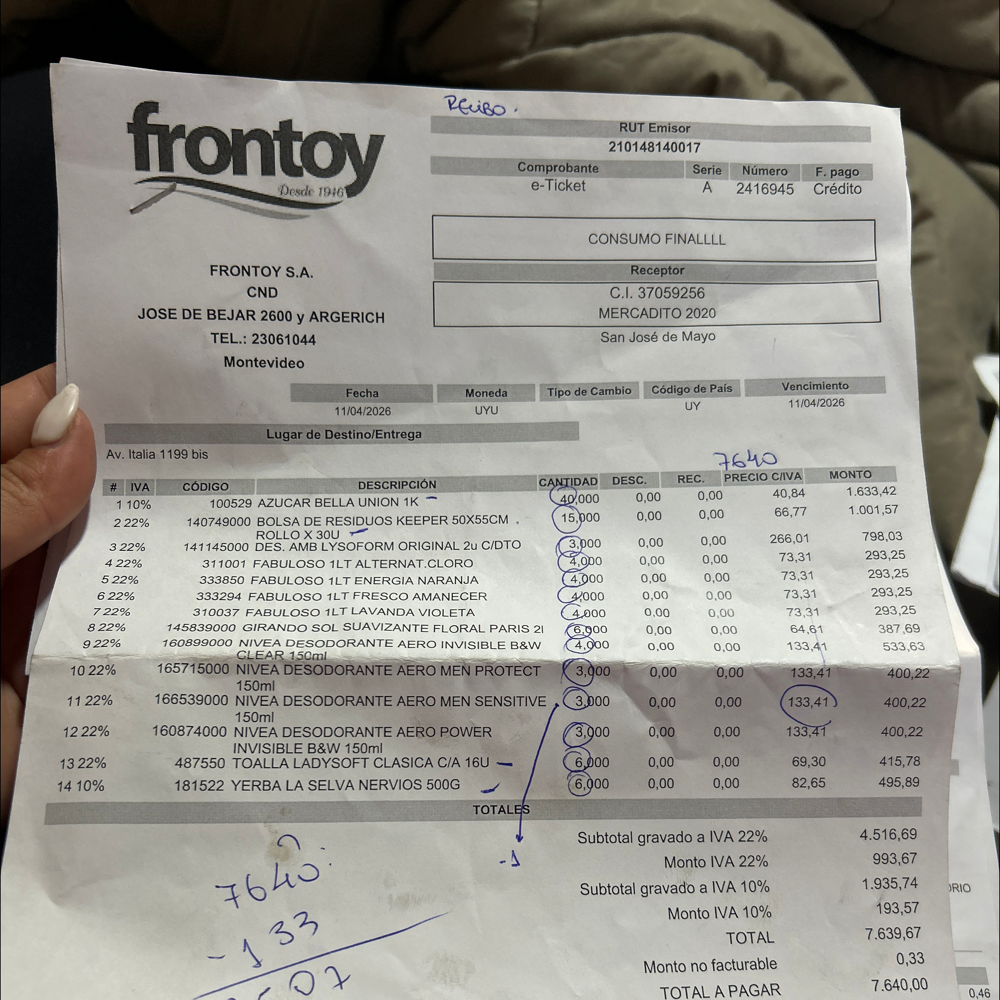 RECIBO.
frontoy
Desde 1946
RUT Emisor
210148140017
Comprobante Serie Número F. pago
e-Ticket A 2416945 Crédito
CONSUMO FINALLLL
FRONTOY S.A.
CND
JOSE DE BEJAR 2600 y ARGERICH
TEL.: 23061044
Montevideo
Receptor
C.I. 37059256
MERCADITO 2020
San José de Mayo
Fecha Moneda Tipo de Cambio Código de País Vencimiento
11/04/2026 UYU UY 11/04/2026
Lugar de Destino/Entrega
Av. Italia 1199 bis
7640
# IVA CÓDIGO DESCRIPCIÓN CANTIDAD DESC. REC. PRECIO C/IVA MONTO
1 10% 100529 AZUCAR BELLA UNION 1K 40,000 0,00 0,00 40,84 1.633,42
2 22% 140749000 BOLSA DE RESIDUOS KEEPER 50X55CM . 15,000 0,00 0,00 66,77 1.001,57
ROLLO X 30U
3 22% 141145000 DES. AMB LYSOFORM ORIGINAL 2u C/DTO 3,000 0,00 0,00 266,01 798,03
4 22% 311001 FABULOSO 1LT ALTERNAT.CLORO 4,000 0,00 0,00 73,31 293,25
5 22% 333850 FABULOSO 1LT ENERGIA NARANJA 4,000 0,00 0,00 73,31 293,25
6 22% 333294 FABULOSO 1LT FRESCO AMANECER 4,000 0,00 0,00 73,31 293,25
7 22% 310037 FABULOSO 1LT LAVANDA VIOLETA 4,000 0,00 0,00 73,31 293,25
8 22% 145839000 GIRANDO SOL SUAVIZANTE FLORAL PARIS 2l 6,000 0,00 0,00 64,61 387,69
9 22% 160899000 NIVEA DESODORANTE AERO INVISIBLE B&W 4,000 0,00 0,00 133,41 533,63
CLEAR 150ml
10 22% 165715000 NIVEA DESODORANTE AERO MEN PROTECT 3,000 0,00 0,00 133,41 400,22
150ml
11 22% 166539000 NIVEA DESODORANTE AERO MEN SENSITIVE 3,000 0,00 0,00 133,41 400,22
150ml
12 22% 160874000 NIVEA DESODORANTE AERO POWER 3,000 0,00 0,00 133,41 400,22
INVISIBLE B&W 150ml
13 22% 487550 TOALLA LADYSOFT CLASICA C/A 16U 6,000 0,00 0,00 69,30 415,78
14 10% 181522 YERBA LA SELVA NERVIOS 500G 6,000 0,00 0,00 82,65 495,89
TOTALES
-1
7640
-133
Subtotal gravado a IVA 22% 4.516,69
Monto IVA 22% 993,67
Subtotal gravado a IVA 10% 1.935,74
Monto IVA 10% 193,57
TOTAL 7.639,67
Monto no facturable 0,33
TOTAL A PAGAR 7.640,00
0,46